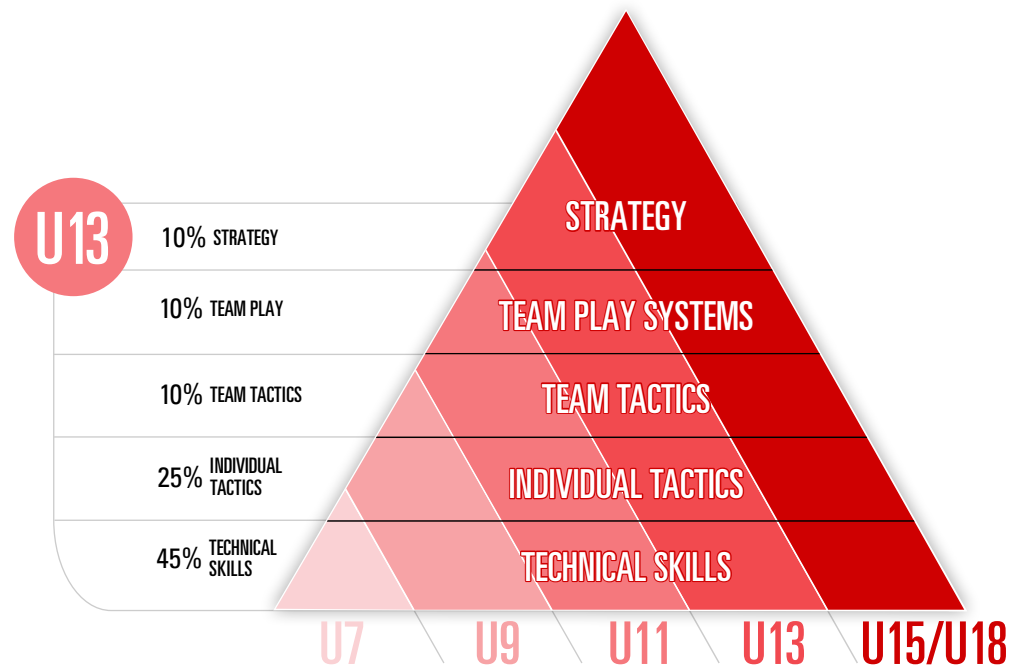 U13
10% STRATEGY
10% TEAM PLAY
10% TEAM TACTICS
25% INDIVIDUAL
TACTICS
45% TECHNICAL
SKILLS
STRATEGY
TEAM PLAY SYSTEMS
TEAM TACTICS
INDIVIDUAL TACTICS
TECHNICAL SKILLS
U7 U9 U11 U13 U15/U18